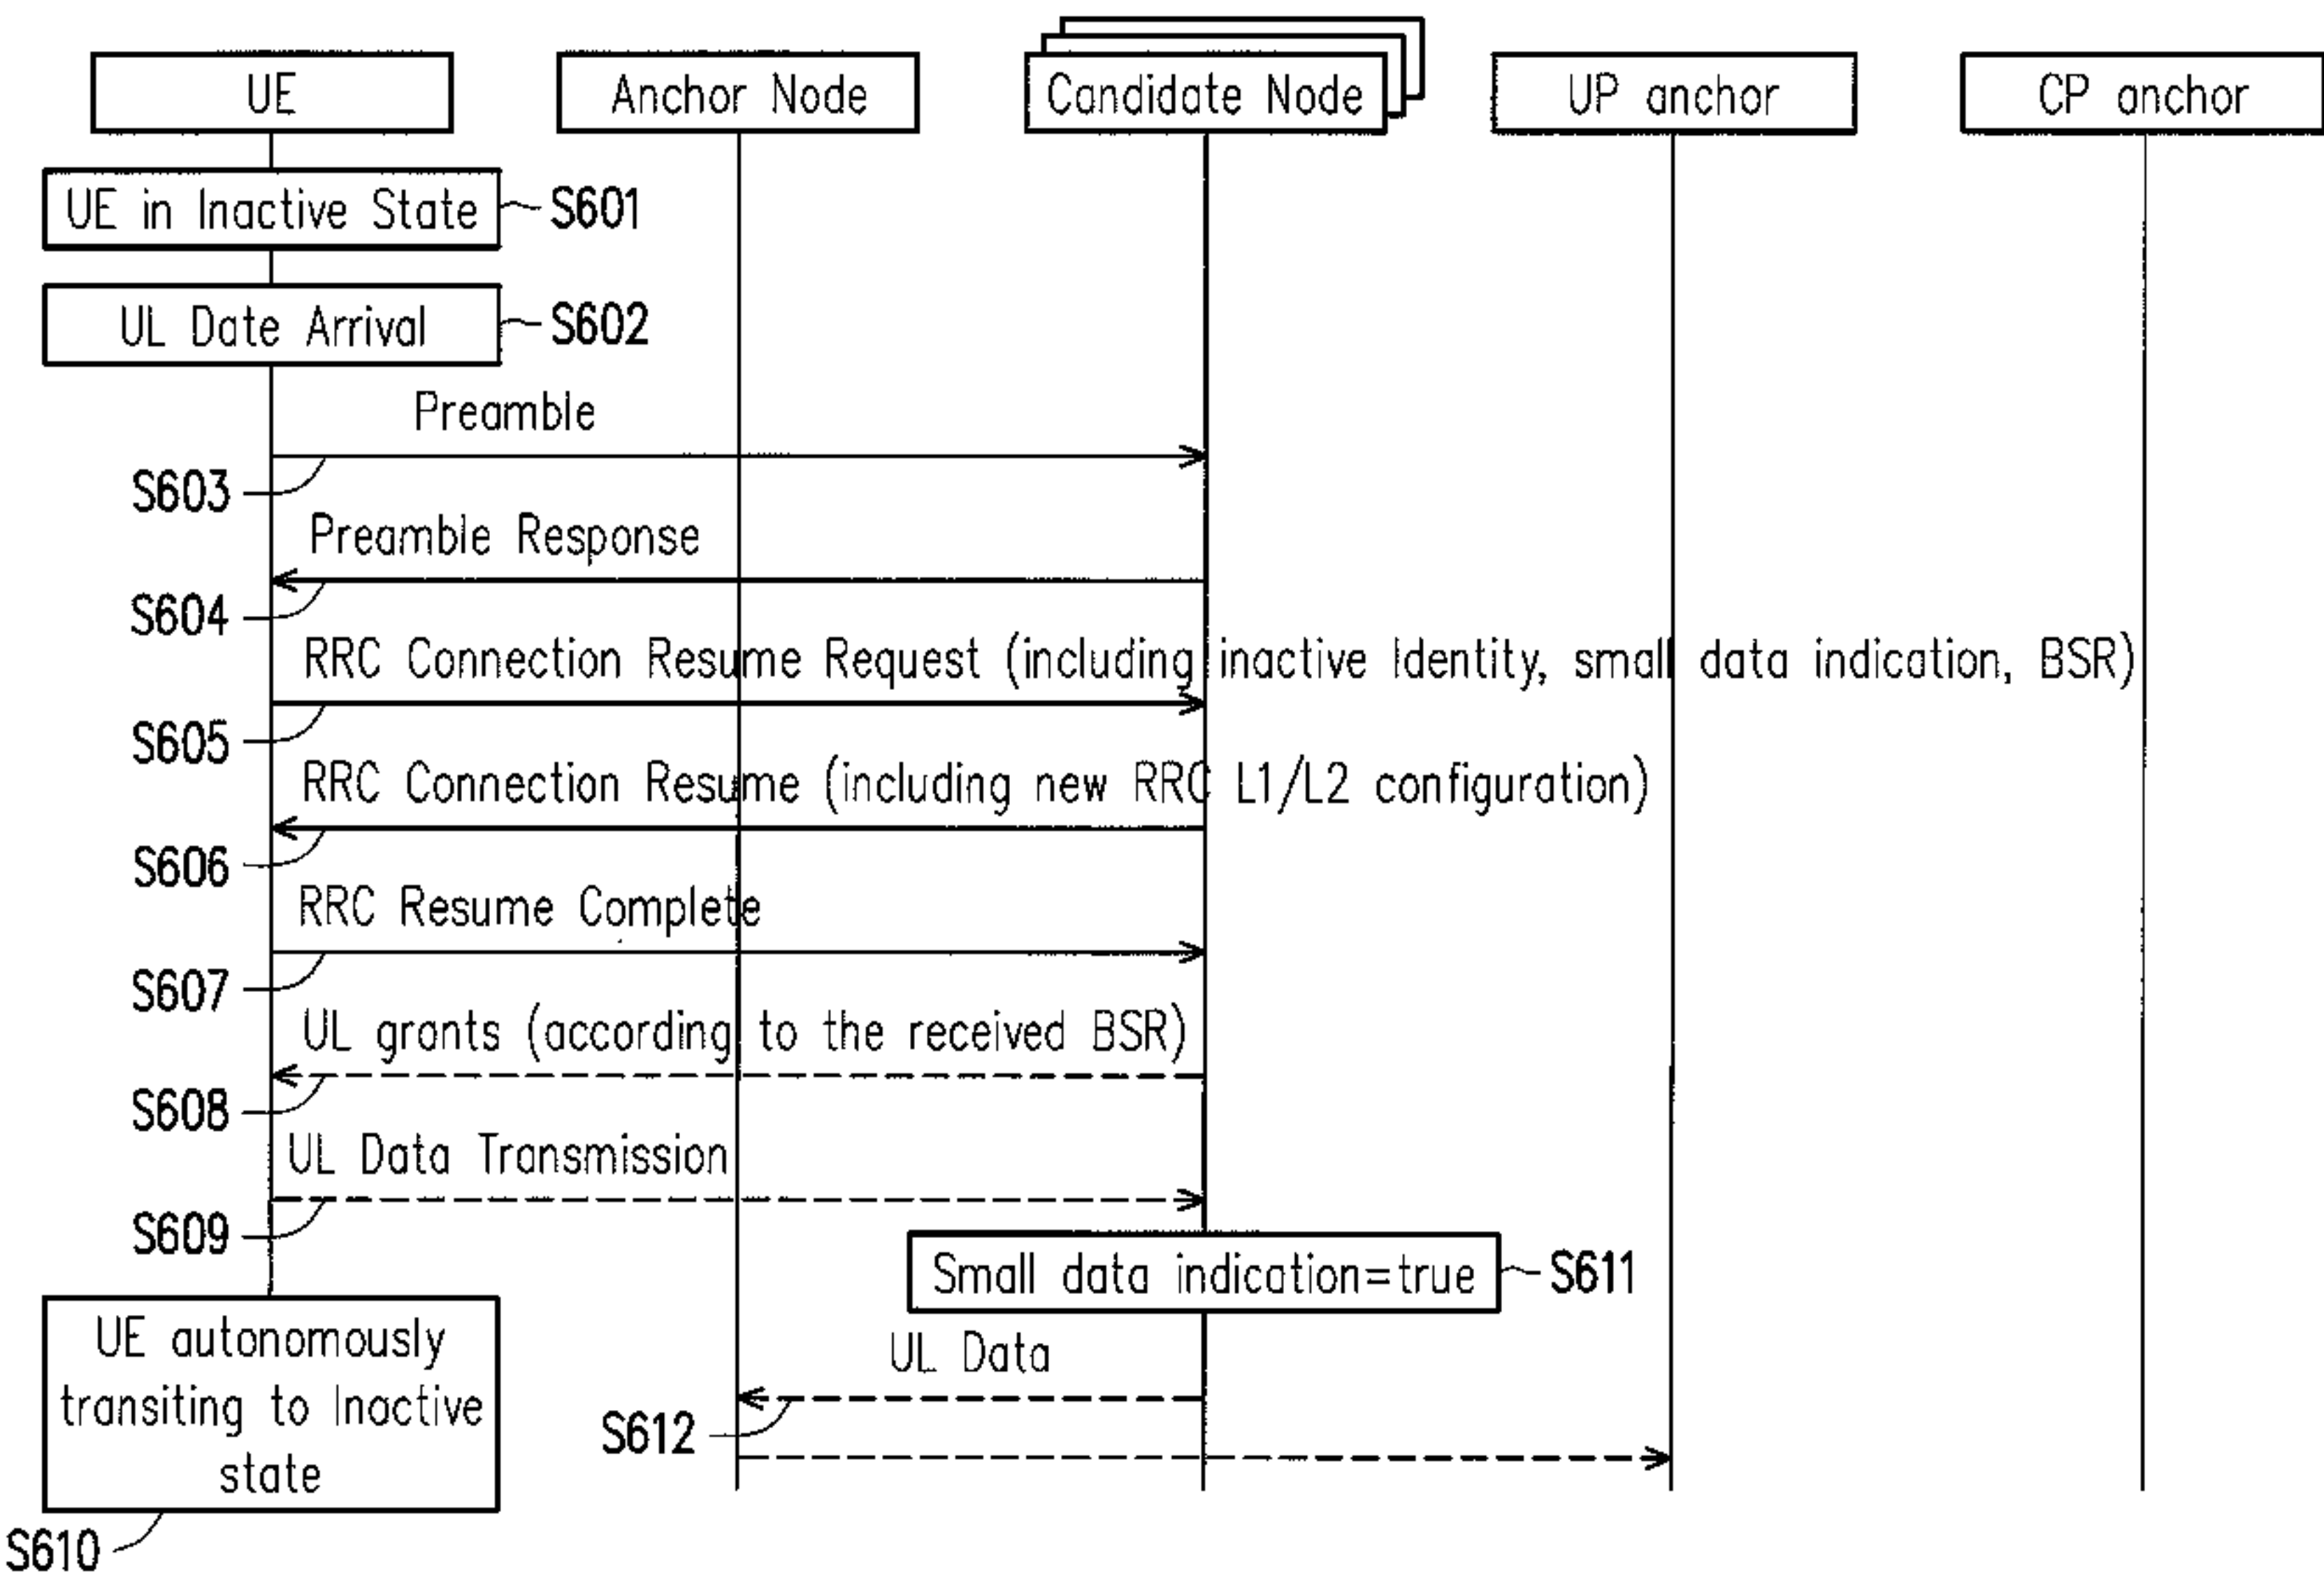 UE
Anchor Node
Candidate Node
UP anchor
CP anchor
UE in Inactive State
S601
UL Date Arrival
S602
Preamble
S603
Preamble Response
S604
RRC Connection Resume Request (including inactive Identity, small data indication, BSR)
S605
RRC Connection Resume (including new RRC L1/L2 configuration)
S606
RRC Resume Complete
S607
UL grants (according to the received BSR)
S608
UL Data Transmission
S609
Small data indication=true
S611
UE autonomously
transiting to Inactive
state
S610
UL Data
S612